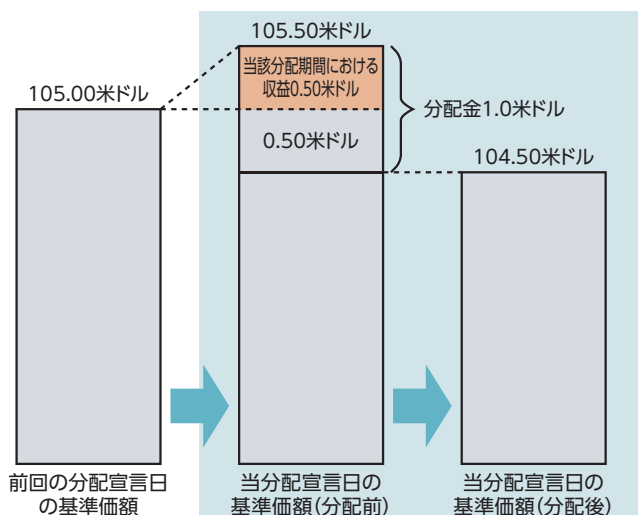 105.50米ドル
当該分配期間における
収益0.50米ドル
105.00米ドル
分配金1.0米ドル
0.50米ドル
104.50米ドル
前回の分配宣言日
の基準価額
当分配宣言日の
基準価額(分配前)
当分配宣言日の
基準価額(分配後)